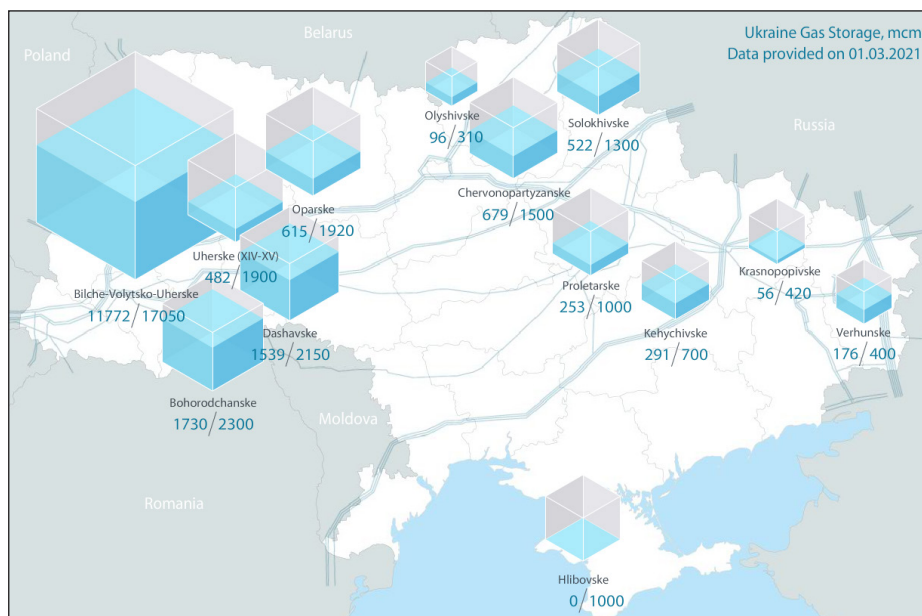 Ukraine Gas Storage, mcm
Data provided on 01.03.2021
Belarus
Poland
Russia
Olyshivske
96/310
Solokhivske
522/1300
Chervonopartyzanske
679/1500
Oparske
615/1920
Uherske (XIV-XV)
482/1900
Bilche-Volytsko-Uherske
11772/17050
Dashavske
1539/2150
Bohorodchanske
1730/2300
Proletarske
253/1000
Kehychivske
291/700
Krasnopopivske
56/420
Verhunske
176/400
Moldova
Romania
Hlibovske
0/1000